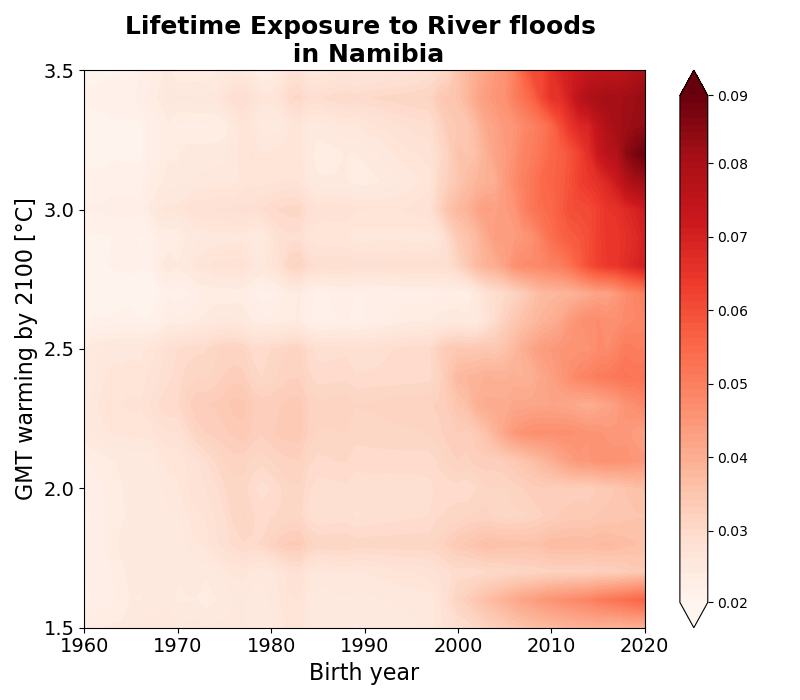 Lifetime Exposure to River floods
in Namibia
GMT warming by 2100 [°C]
3.5
3.0
2.5
2.0
1.5
1960 1970 1980 1990 2000 2010 2020
Birth year
0.09
0.08
0.07
0.06
0.05
0.04
0.03
0.02